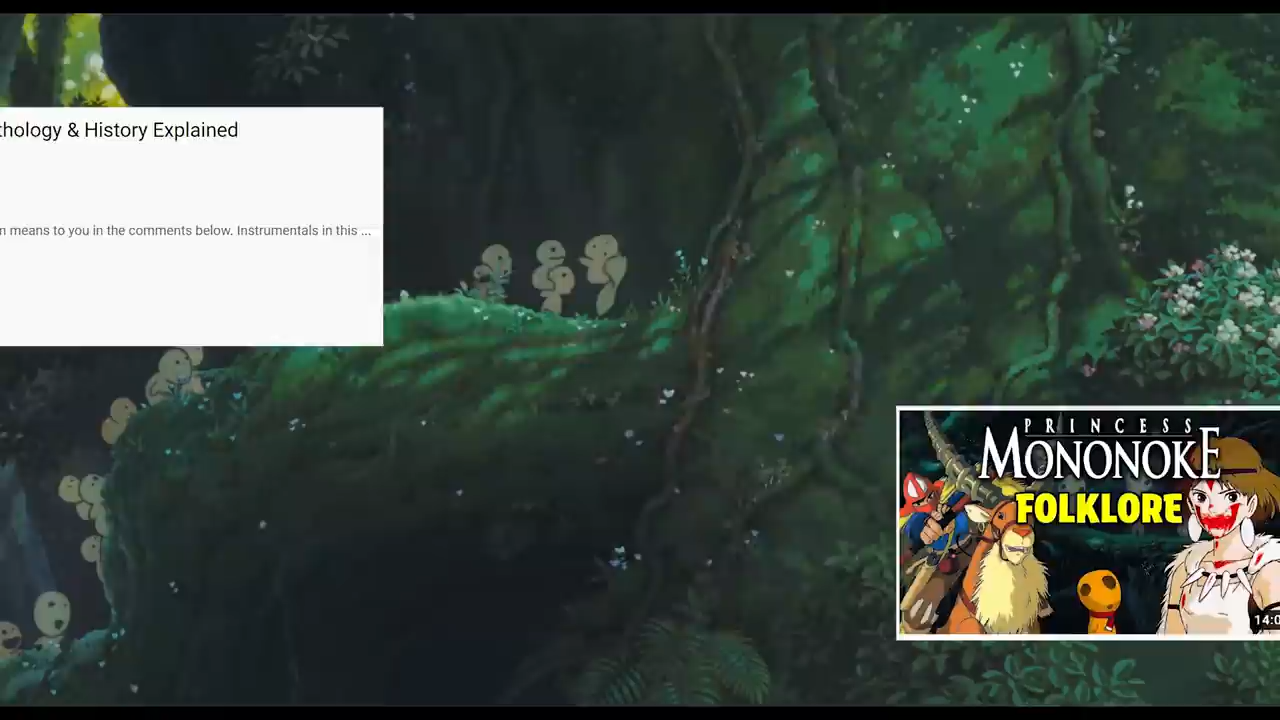 thology & History Explained
n means to you in the comments below. Instrumentals in this ...
PRINCESS
MONONOKE
FOLKLORE
14:0